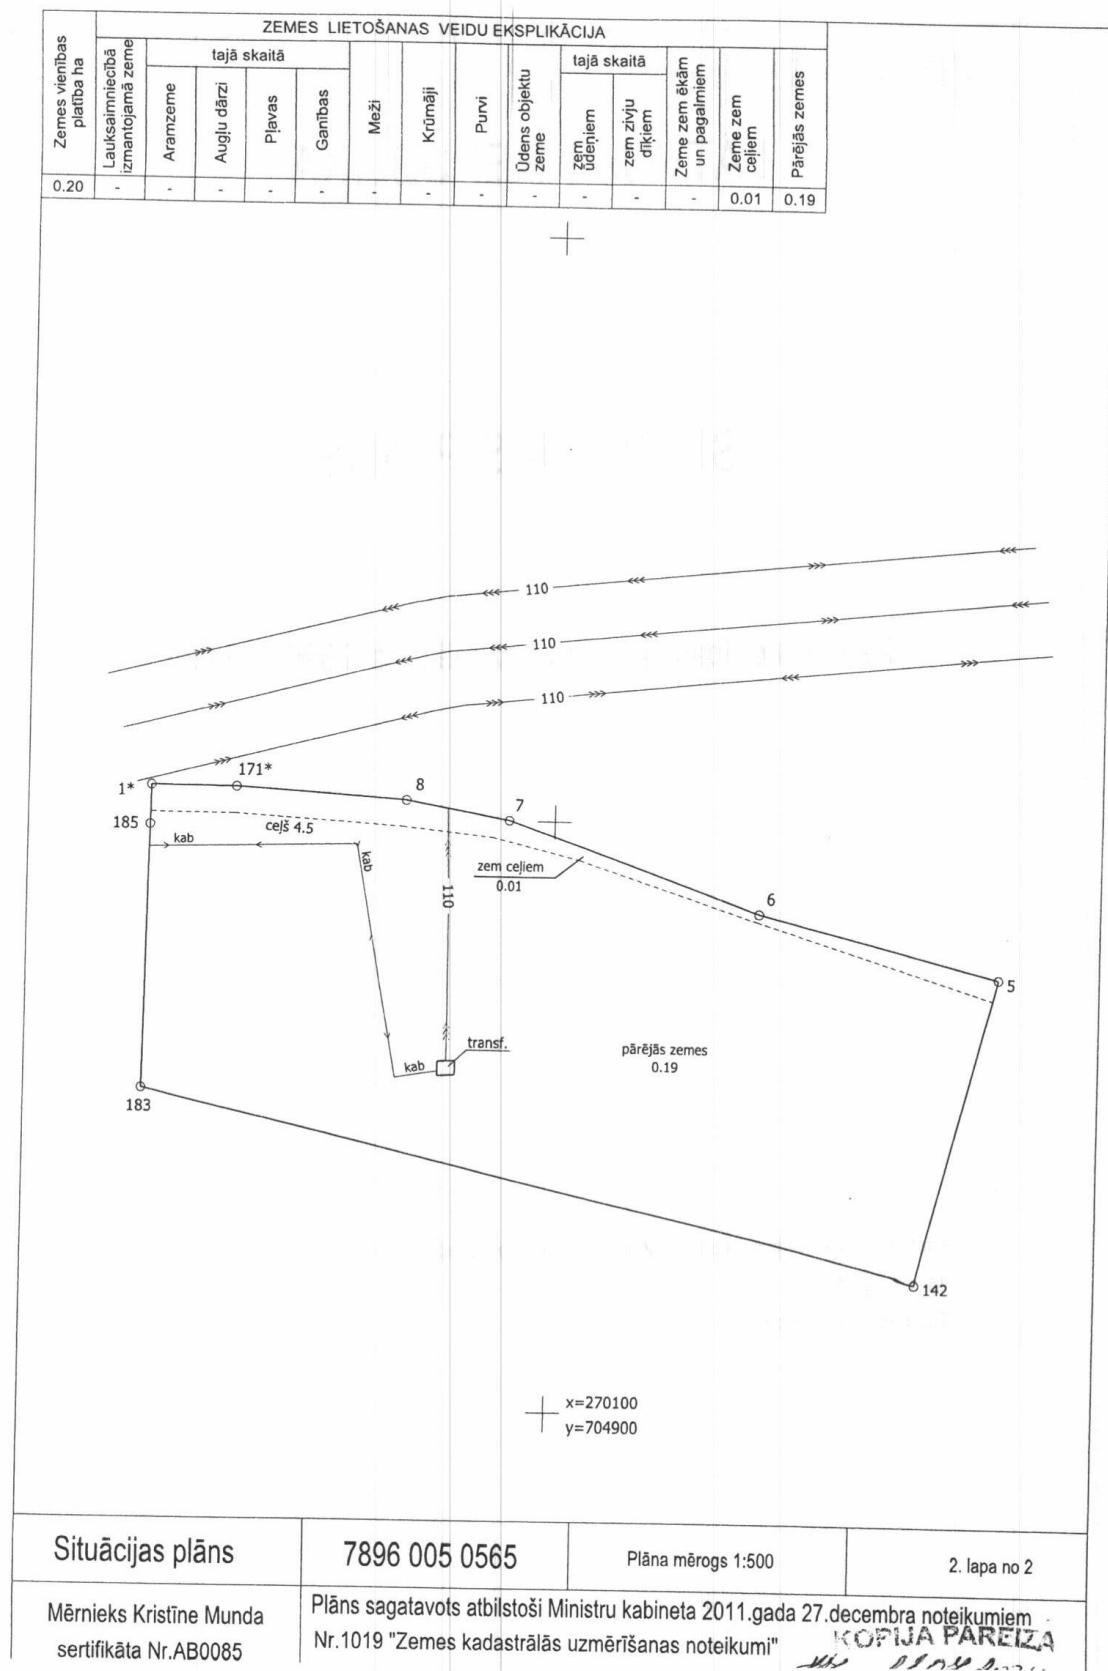 ZEMES LIETOŠANAS VEIDU EKSPLIKĀCIJA
Zemes vienības
platība ha
Lauksaimniecībā
izmantojamā zeme
tajā skaitā
Aramzeme
Augļu dārzi
Pļavas
Ganības
Meži
Krūmāji
Purvi
Ūdens objektu
zeme
tajā skaitā
zem
ūdeņiem
zem zivju
dīķiem
Zeme zem ēkām
un pagalmiem
Zeme zem
ceļiem
Pārējās zemes
0.20 - - - - - - - - - - - - 0.01 0.19
110
110
110
1*
171*
8
7
185
ceļš 4.5
kab
kab
110
zem ceļiem
0.01
6
5
transf.
kab
pārējās zemes
0.19
183
142
x=270100
y=704900
Situācijas plāns
7896 005 0565
Plāna mērogs 1:500
2. lapa no 2
Mērnieks Kristīne Munda
sertifikāta Nr.AB0085
Plāns sagatavots atbilstoši Ministru kabineta 2011.gada 27.decembra noteikumiem
Nr.1019 "Zemes kadastrālās uzmērīšanas noteikumi"
KOPIJA PAREIZA